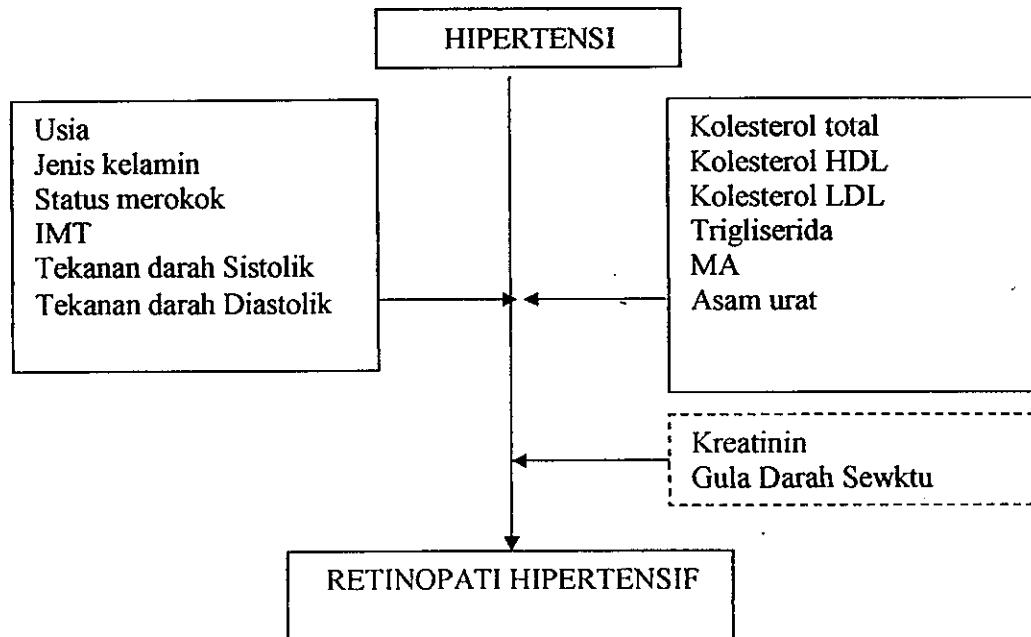 HIPERTENSI
Usia
Jenis kelamin
Status merokok
IMT
Tekanan darah Sistolik
Tekanan darah Diastolik
Kolesterol total
Kolesterol HDL
Kolesterol LDL
Trigliserida
MA
Asam urat
Kreatinin
Gula Darah Sewktu
RETINOPATI HIPERTENSIF